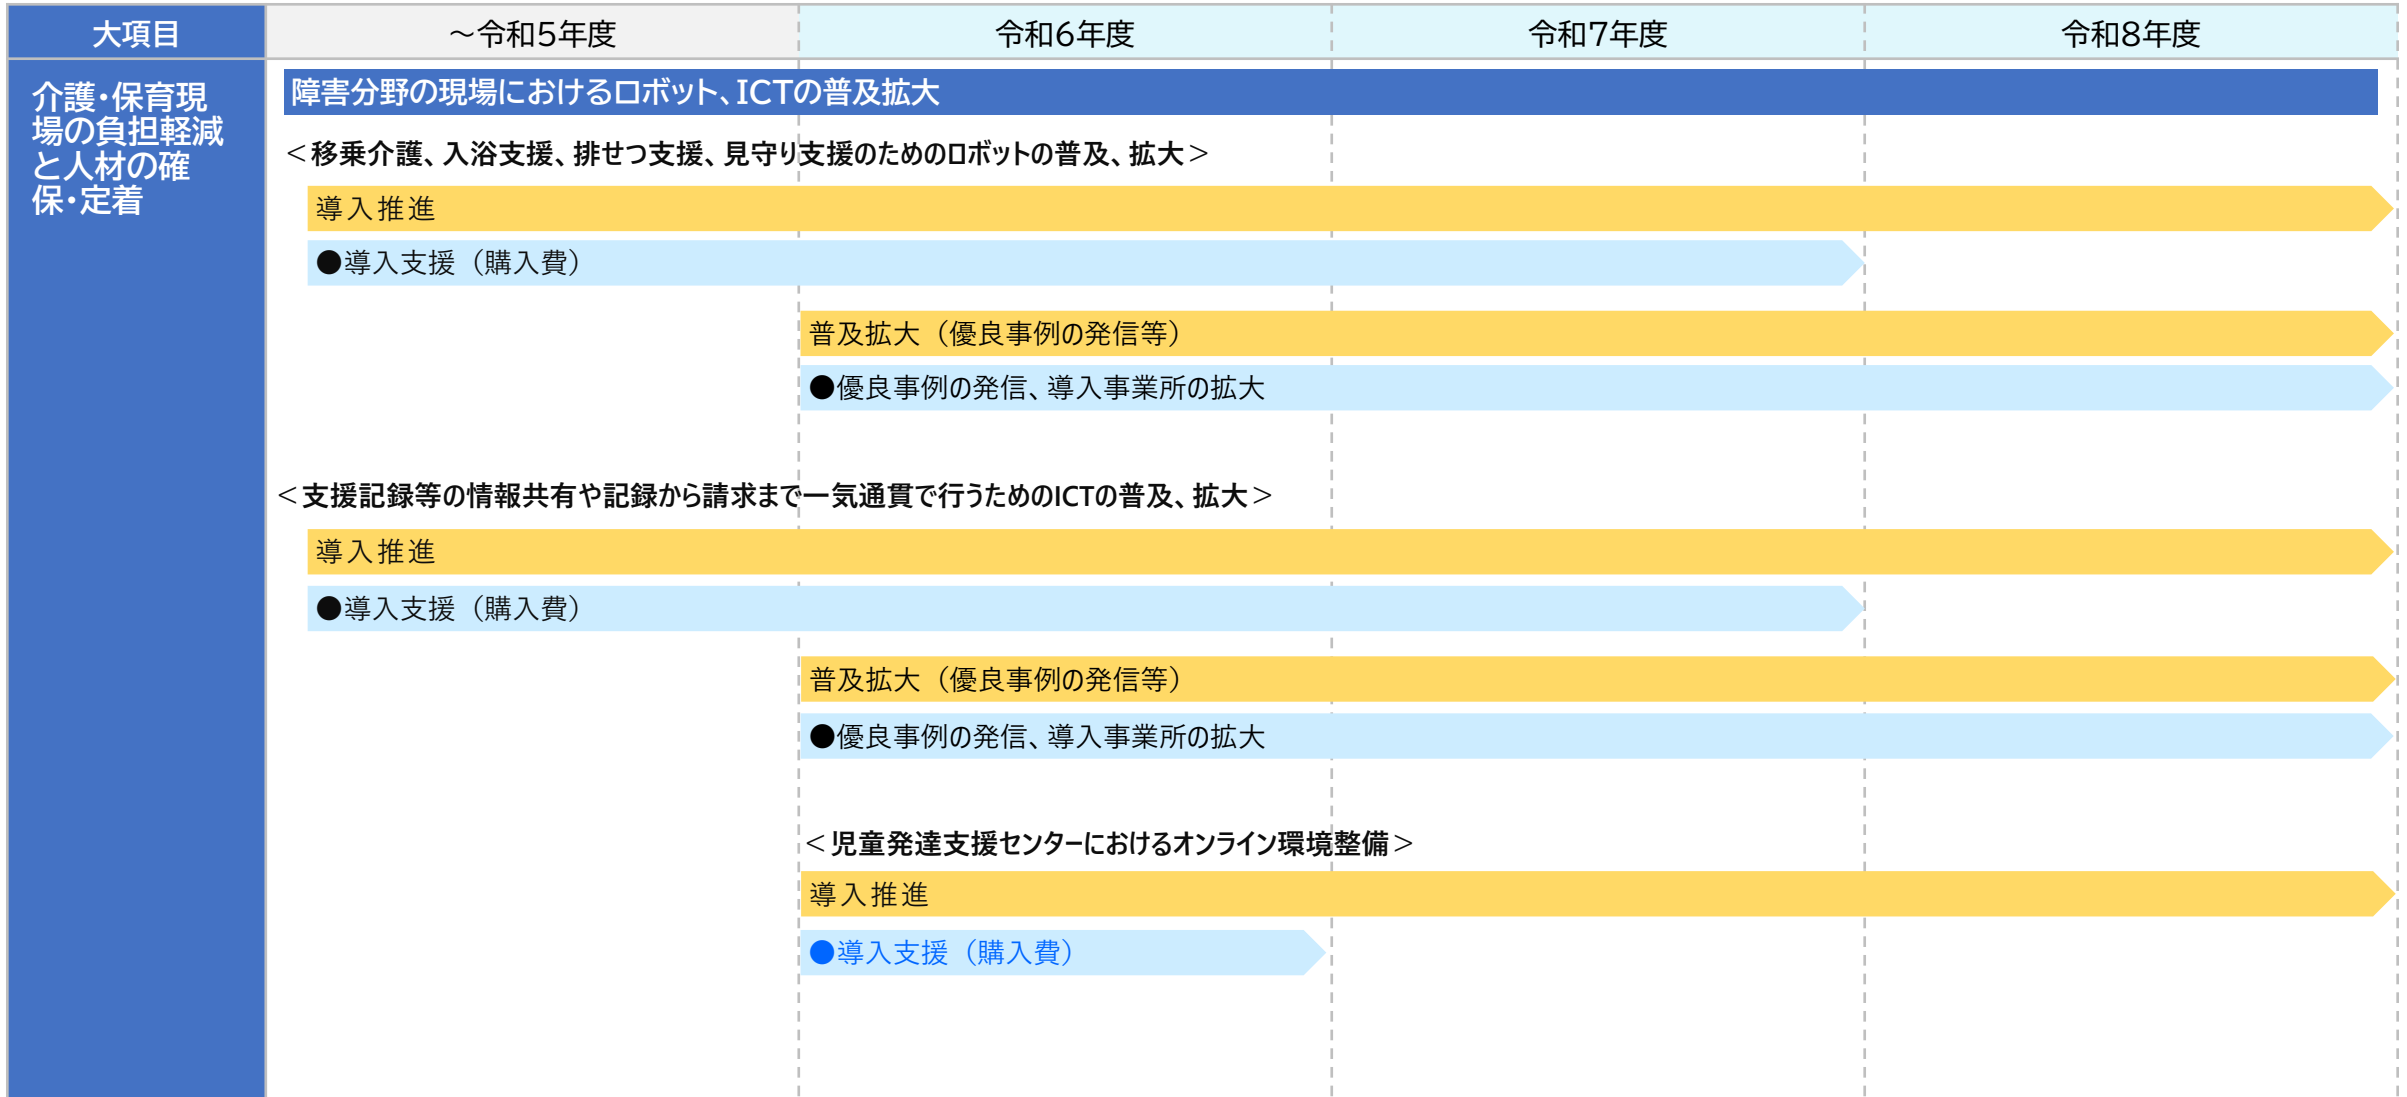 大項目
～令和5年度
令和6年度
令和7年度
令和8年度
介護・保育現
場の負担軽減
と人材の確
保・定着
障害分野の現場におけるロボット、ICTの普及拡大
＜移乗介護、入浴支援、排せつ支援、見守り支援のためのロボットの普及、拡大＞
導入推進
●導入支援（購入費）
普及拡大（優良事例の発信等）
●優良事例の発信、導入事業所の拡大
＜支援記録等の情報共有や記録から請求まで一気通貫で行うためのICTの普及、拡大＞
導入推進
●導入支援（購入費）
普及拡大（優良事例の発信等）
●優良事例の発信、導入事業所の拡大
＜児童発達支援センターにおけるオンライン環境整備＞
導入推進
●導入支援（購入費）